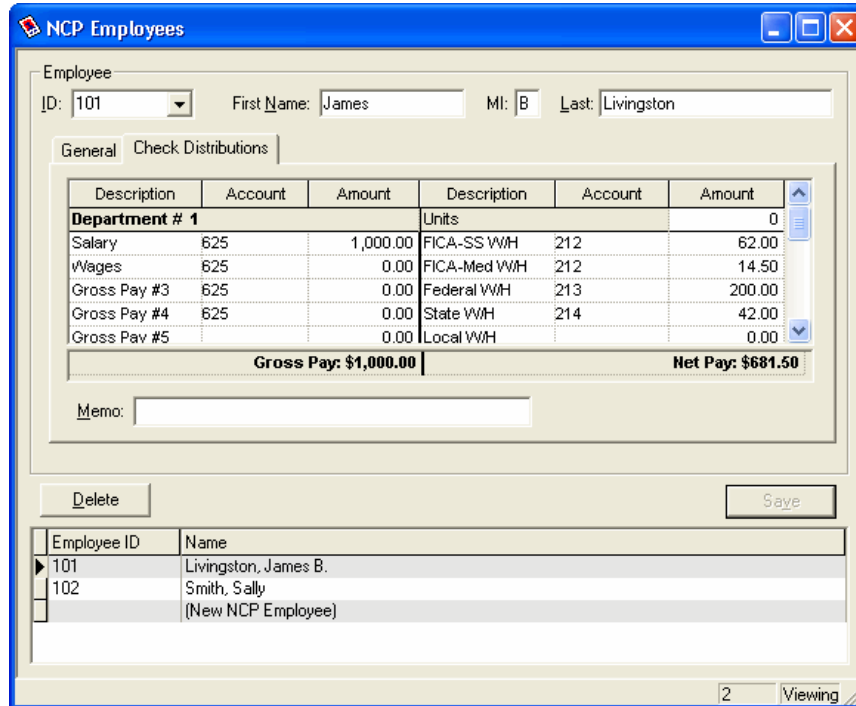 NCP Employees
Employee
ID: 101 First Name: James MI: B Last: Livingston
General Check Distributions
Description Account Amount Description Account Amount
Department # 1 Units 0
Salary 625 1,000.00 FICA-SS W/H 212 62.00
Wages 625 0.00 FICA-Med W/H 212 14.50
Gross Pay #3 625 0.00 Federal W/H 213 200.00
Gross Pay #4 625 0.00 State W/H 214 42.00
Gross Pay #5 0.00 Local W/H 0.00
Gross Pay: $1,000.00 Net Pay: $681.50
Memo:
Delete Save
Employee ID Name
101 Livingston, James B.
102 Smith, Sally
(New NCP Employee)
2 Viewing